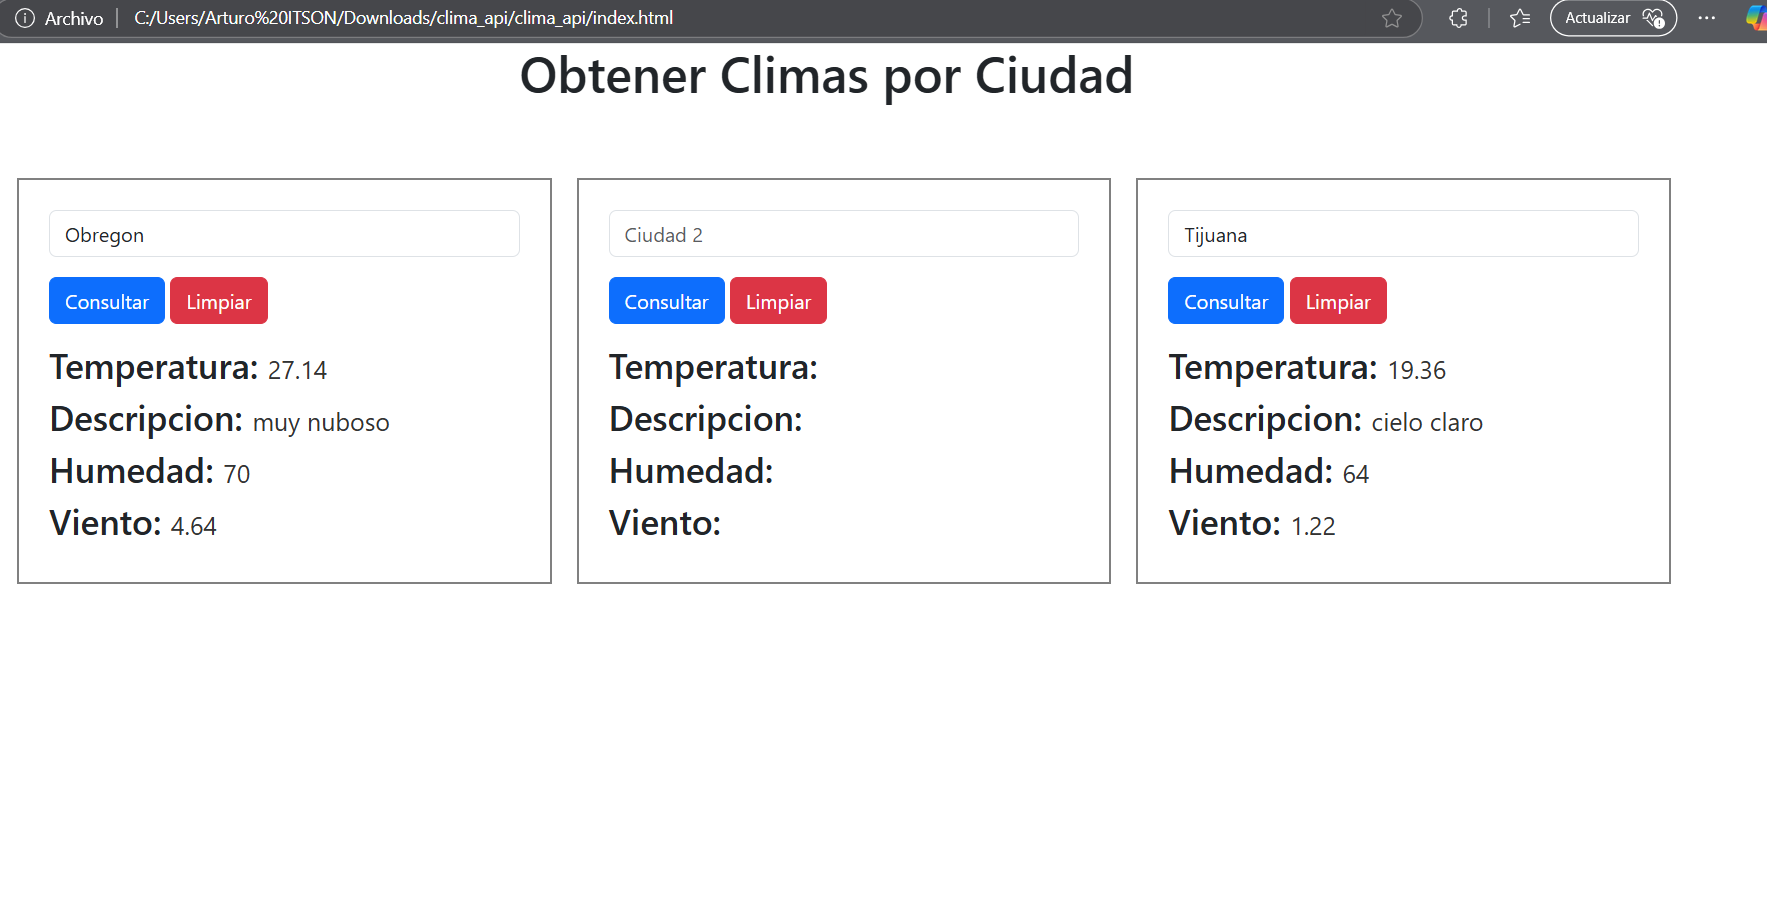 Archivo C:/Users/Arturo%20ITSON/Downloads/clima_api/clima_api/index.html Actualizar
Obtener Climas por Ciudad
Obregon
Consultar Limpiar
Temperatura: 27.14
Descripcion: muy nuboso
Humedad: 70
Viento: 4.64
Ciudad 2
Consultar Limpiar
Temperatura:
Descripcion:
Humedad:
Viento:
Tijuana
Consultar Limpiar
Temperatura: 19.36
Descripcion: cielo claro
Humedad: 64
Viento: 1.22